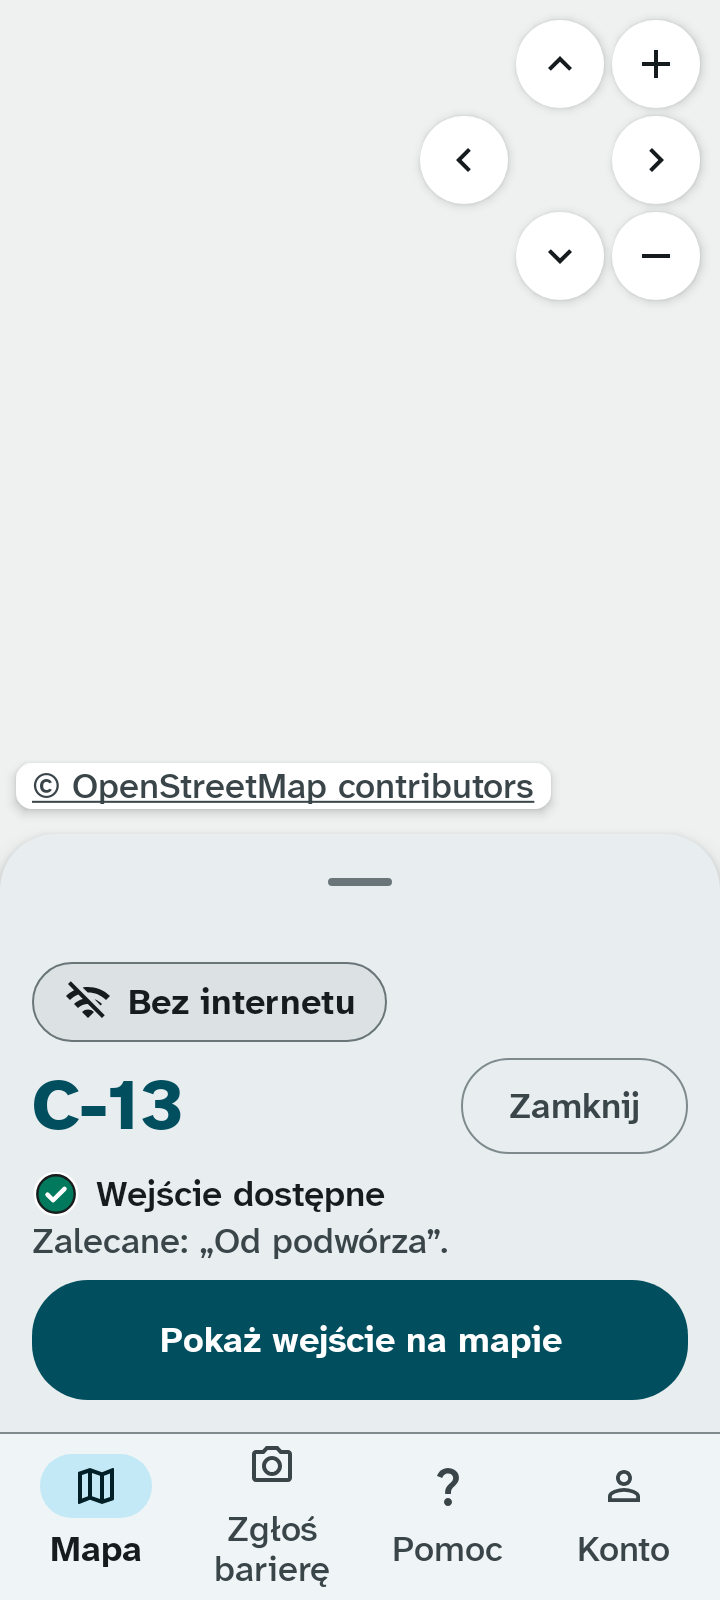 © OpenStreetMap contributors
Bez internetu
C-13
Zamknij
Wejście dostępne
Zalecane: „Od podwórza”.
Pokaż wejście na mapie
Mapa
Zgłoś
barierę
Pomoc
Konto